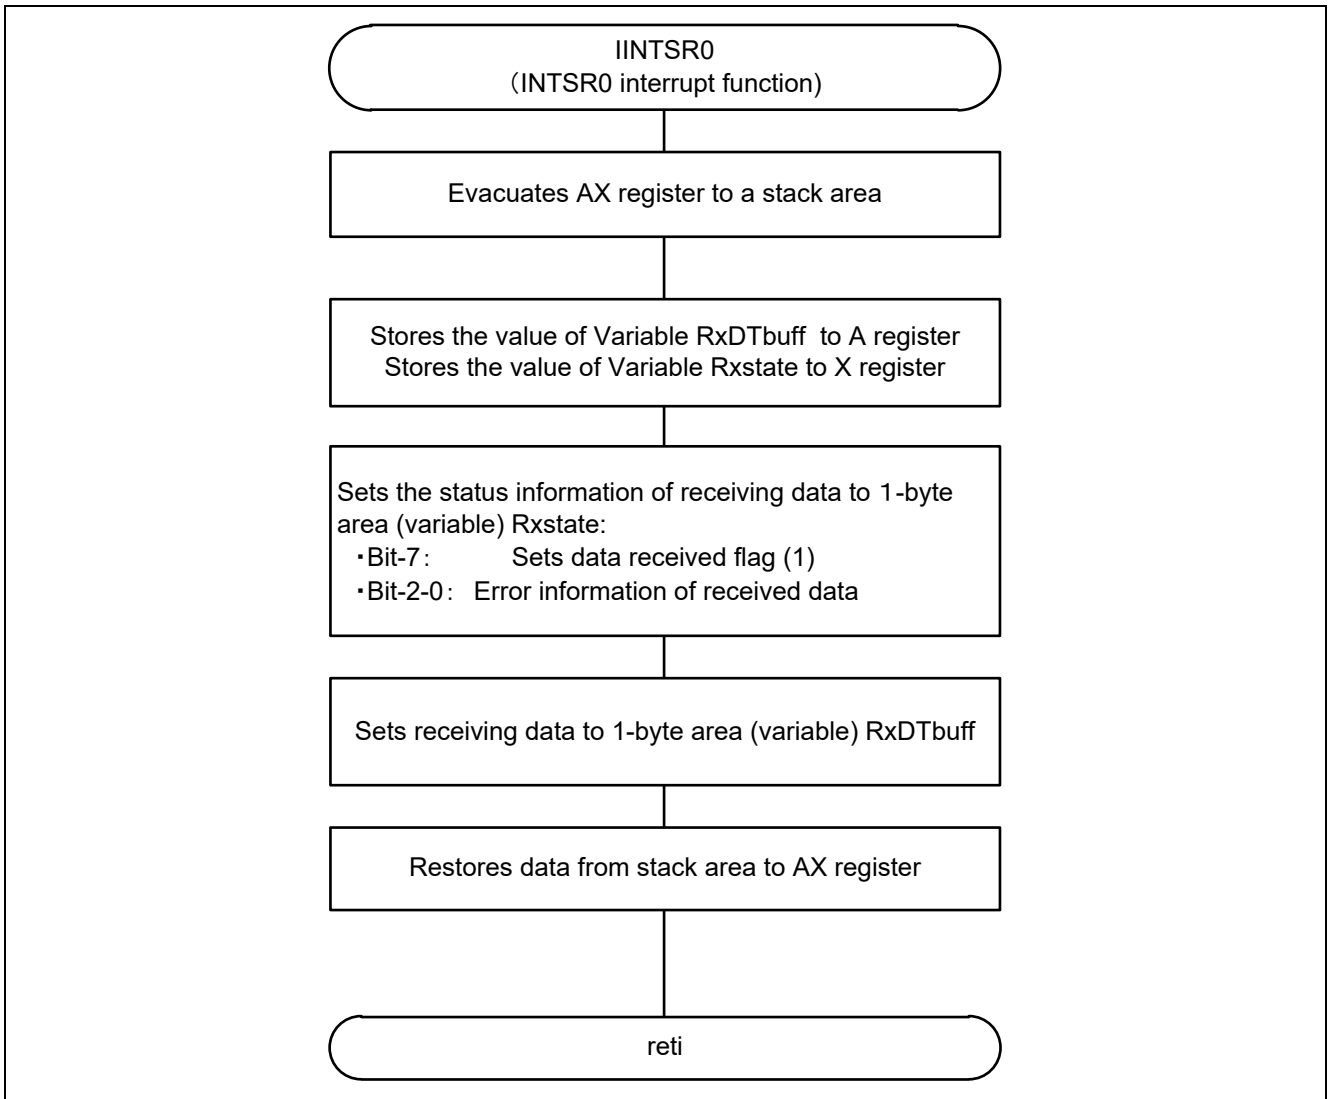 IINTSR0
（INTSR0 interrupt function)
Evacuates AX register to a stack area
Stores the value of Variable RxDTbuff to A register
Stores the value of Variable Rxstate to X register
Sets the status information of receiving data to １-byte
area (variable) Rxstate:
・Bit-7： Sets data received flag (1)
・Bit-2-0： Error information of received data
Sets receiving data to 1-byte area (variable) RxDTbuff
Restores data from stack area to AX register
reti